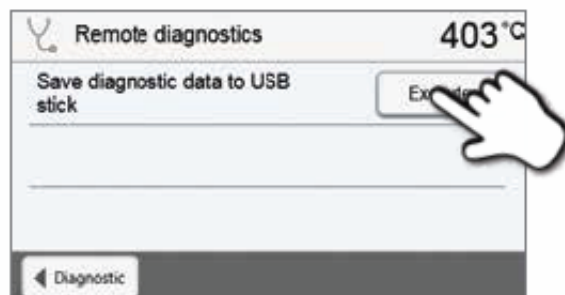 Remote diagnostics
403°C
Save diagnostic data to USB
stick
Diagnostic